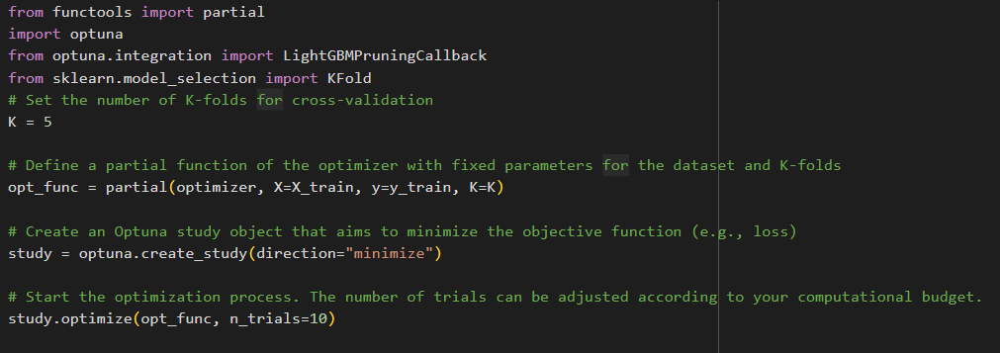 from functools import partial
import optuna
from optuna.integration import LightGBMPruningCallback
from sklearn.model_selection import KFold
# Set the number of K-folds for cross-validation
K = 5
# Define a partial function of the optimizer with fixed parameters for the dataset and K-folds
opt_func = partial(optimizer, X=X_train, y=y_train, K=K)
# Create an Optuna study object that aims to minimize the objective function (e.g., loss)
study = optuna.create_study(direction="minimize")
# Start the optimization process. The number of trials can be adjusted according to your computational budget.
study.optimize(opt_func, n_trials=10)